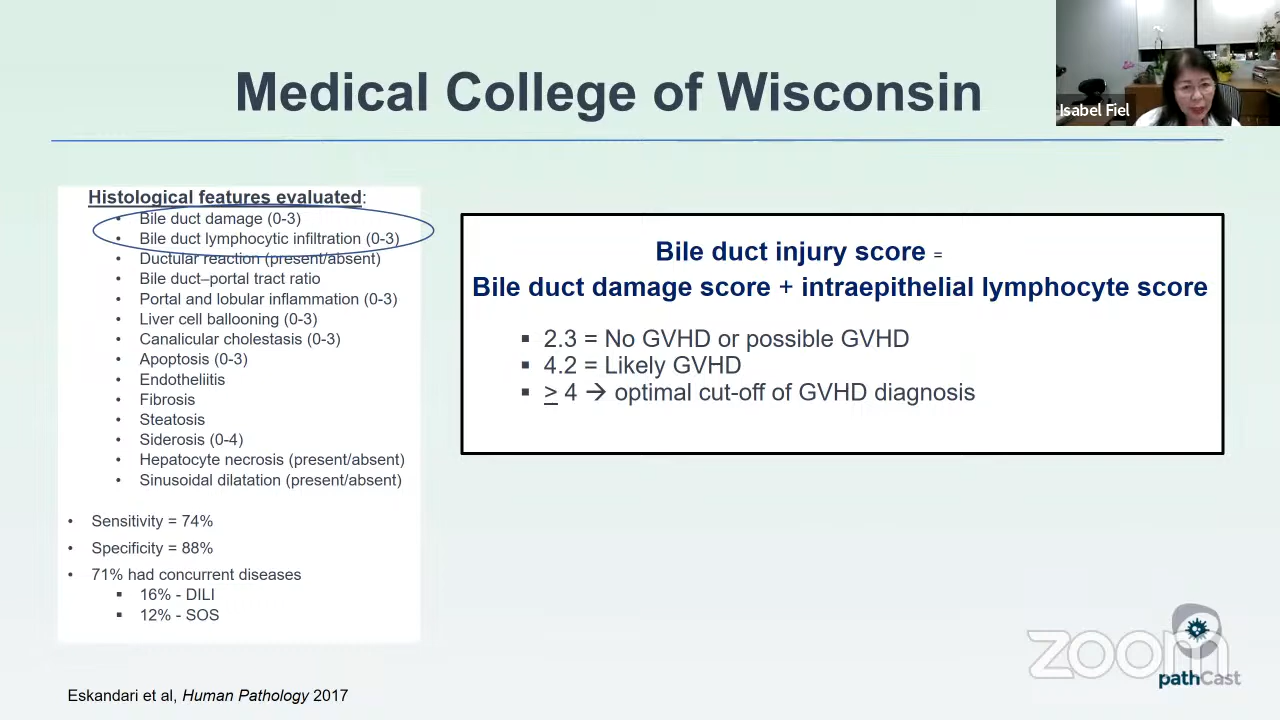 Medical College of Wisconsin
Isabel Fiel
Histological features evaluated:
• Bile duct damage (0-3)
• Bile duct lymphocytic infiltration (0-3)
• Ductular reaction (present/absent)
• Bile duct–portal tract ratio
• Portal and lobular inflammation (0-3)
• Liver cell ballooning (0-3)
• Canalicular cholestasis (0-3)
• Apoptosis (0-3)
• Endotheliitis
• Fibrosis
• Steatosis
• Siderosis (0-4)
• Hepatocyte necrosis (present/absent)
• Sinusoidal dilatation (present/absent)
• Sensitivity = 74%
• Specificity = 88%
• 71% had concurrent diseases
▪ 16% - DILI
▪ 12% - SOS
Bile duct injury score =
Bile duct damage score + intraepithelial lymphocyte score
▪ 2.3 = No GVHD or possible GVHD
▪ 4.2 = Likely GVHD
▪ > 4 → optimal cut-off of GVHD diagnosis
Eskandari et al, Human Pathology 2017
zoom
pathCast